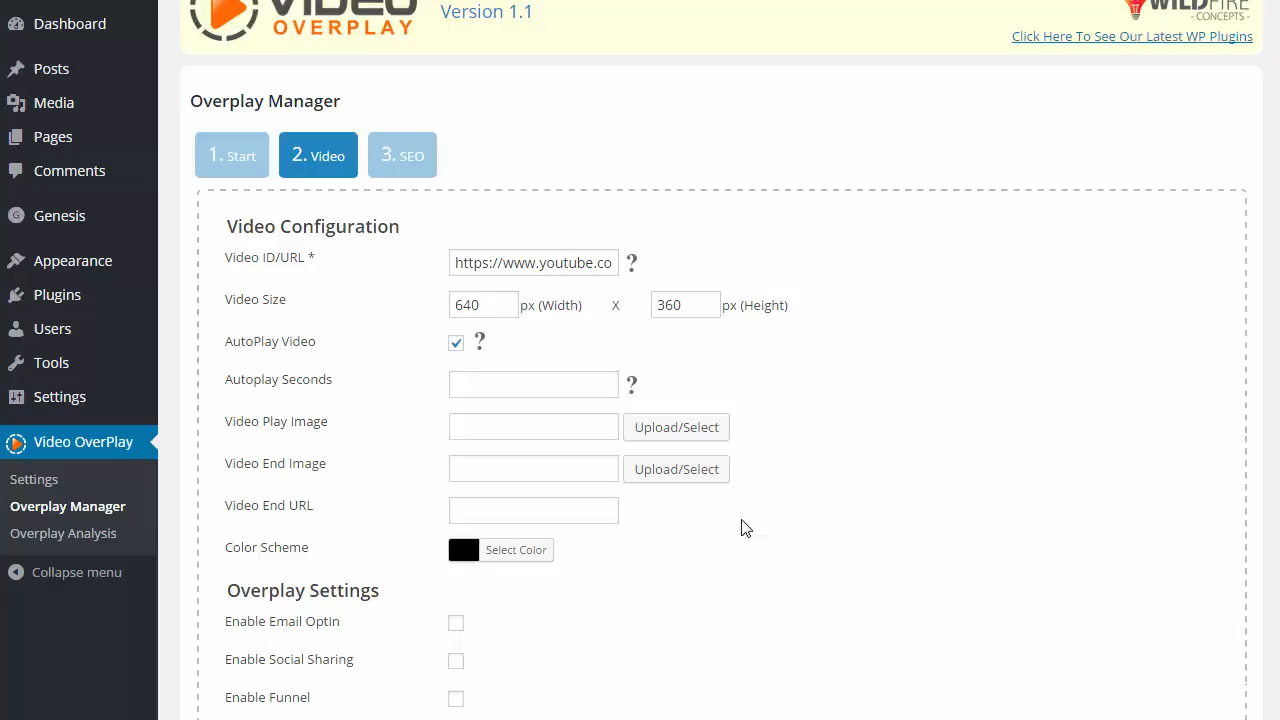 Dashboard
Posts
Media
Pages
Comments
Genesis
Appearance
Plugins
Users
Tools
Settings
Video OverPlay
Settings
Overplay Manager
Overplay Analysis
Collapse menu
VIDEO
OVERPLAY
Version 1.1
WILDFIRE
- CONCEPTS -
Click Here To See Our Latest WP Plugins
Overplay Manager
1. Start
2. Video
3. SEO
Video Configuration
Video ID/URL *
https://www.youtube.co
?
Video Size
640 px (Width) X 360 px (Height)
AutoPlay Video
?
Autoplay Seconds
?
Video Play Image
Upload/Select
Video End Image
Upload/Select
Video End URL
Color Scheme
Select Color
Overplay Settings
Enable Email OptIn
Enable Social Sharing
Enable Funnel